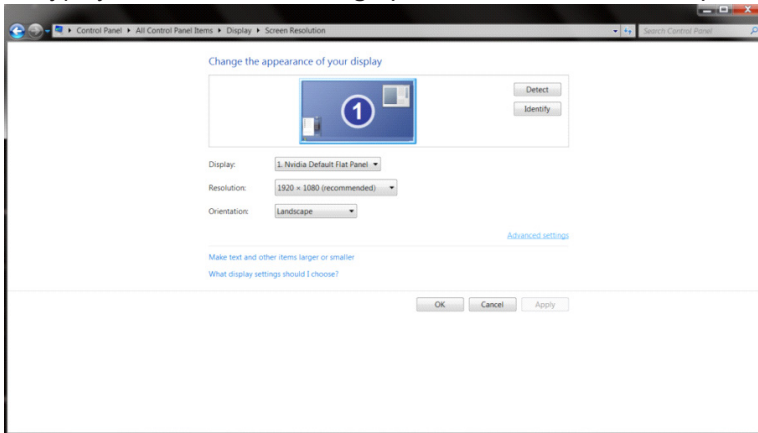 Control Panel ▸ All Control Panel Items ▸ Display ▸ Screen Resolution
Search Control Panel
Change the appearance of your display
1
Detect
Identify
Display: 1. Nvidia Default Flat Panel
Resolution: 1920 × 1080 (recommended)
Orientation: Landscape
Advanced settings
Make text and other items larger or smaller
What display settings should I choose?
OK Cancel Apply